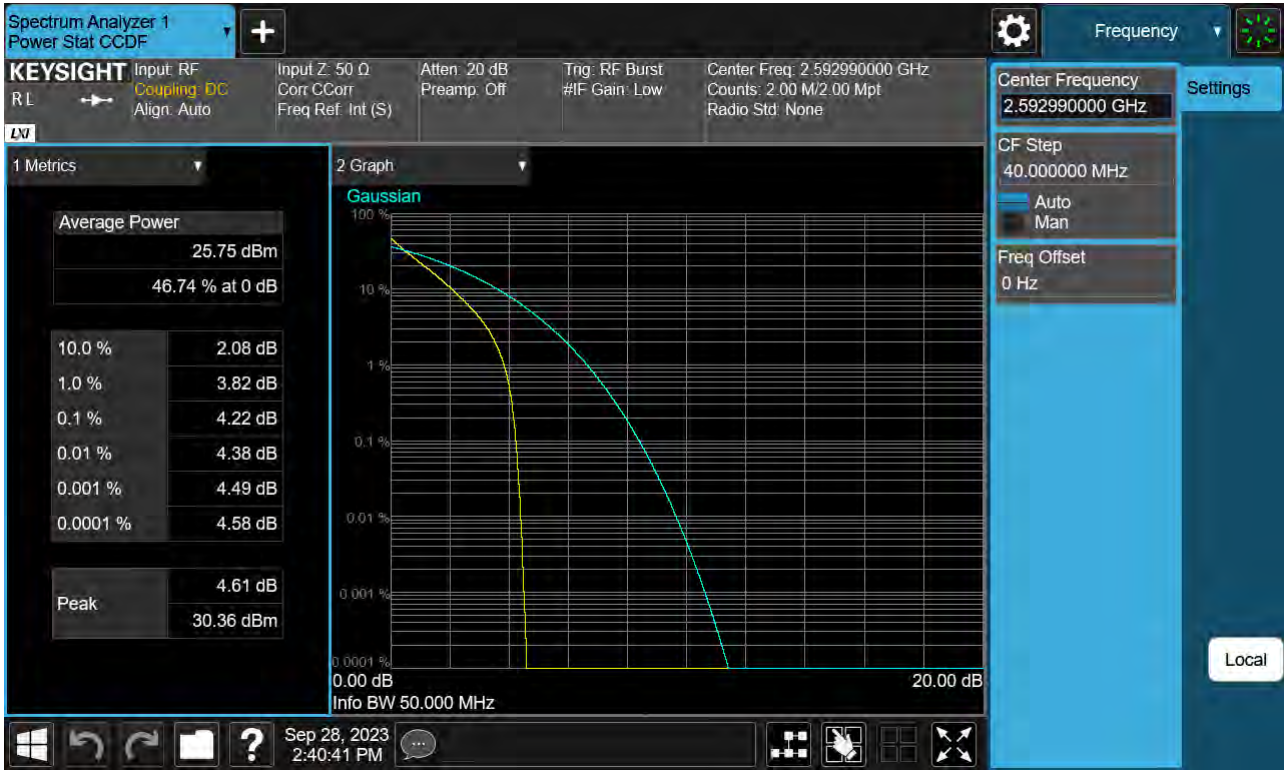 Spectrum Analyzer 1
Power Stat CCDF
Frequency
KEYSIGHT
RL
LXI
Input: RF
Coupling: DC
Align: Auto
Input Z: 50 Ω
Corr CCorr
Freq Ref: Int (S)
Atten: 20 dB
Preamp: Off
Trig: RF Burst
#IF Gain: Low
Center Freq: 2.592990000 GHz
Counts: 2.00 M/2.00 Mpt
Radio Std: None
Center Frequency
2.592990000 GHz
Settings
CF Step
40.000000 MHz
Auto
Man
Freq Offset
0 Hz
Local
1 Metrics
Average Power
25.75 dBm
46.74 % at 0 dB
10.0 % 2.08 dB
1.0 % 3.82 dB
0.1 % 4.22 dB
0.01 % 4.38 dB
0.001 % 4.49 dB
0.0001 % 4.58 dB
Peak
4.61 dB
30.36 dBm
2 Graph
Gaussian
100 %
10 %
1 %
0.1 %
0.01 %
0.001 %
0.0001 %
0.00 dB 20.00 dB
Info BW 50.000 MHz
?
Sep 28, 2023
2:40:41 PM